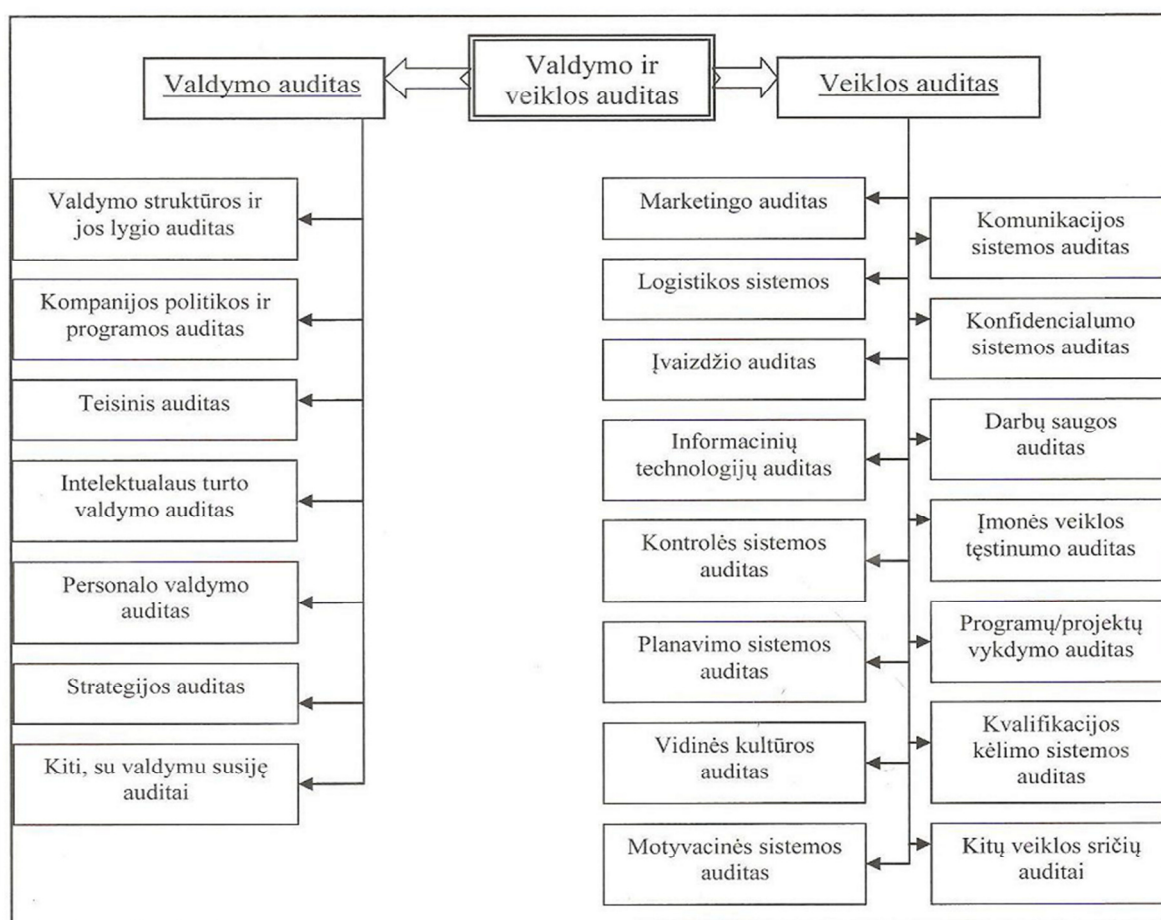 Valdymo ir
veiklos auditas
Valdymo auditas
Valdymo struktūros ir
jos lygio auditas
Kompanijos politikos ir
programos auditas
Teisinis auditas
Intelektualaus turto
valdymo auditas
Personalo valdymo
auditas
Strategijos auditas
Kiti, su valdymu susiję
auditai
Veiklos auditas
Marketingo auditas
Logistikos sistemos
Įvaizdžio auditas
Informacinių
technologijų auditas
Kontrolės sistemos
auditas
Planavimo sistemos
auditas
Vidinės kultūros
auditas
Motyvacinės sistemos
auditas
Komunikacijos
sistemos auditas
Konfidencialumo
sistemos auditas
Darbų saugos
auditas
Įmonės veiklos
tęstinumo auditas
Programų/projektų
vykdymo auditas
Kvalifikacijos
kėlimo sistemos
auditas
Kitų veiklos sričių
auditai